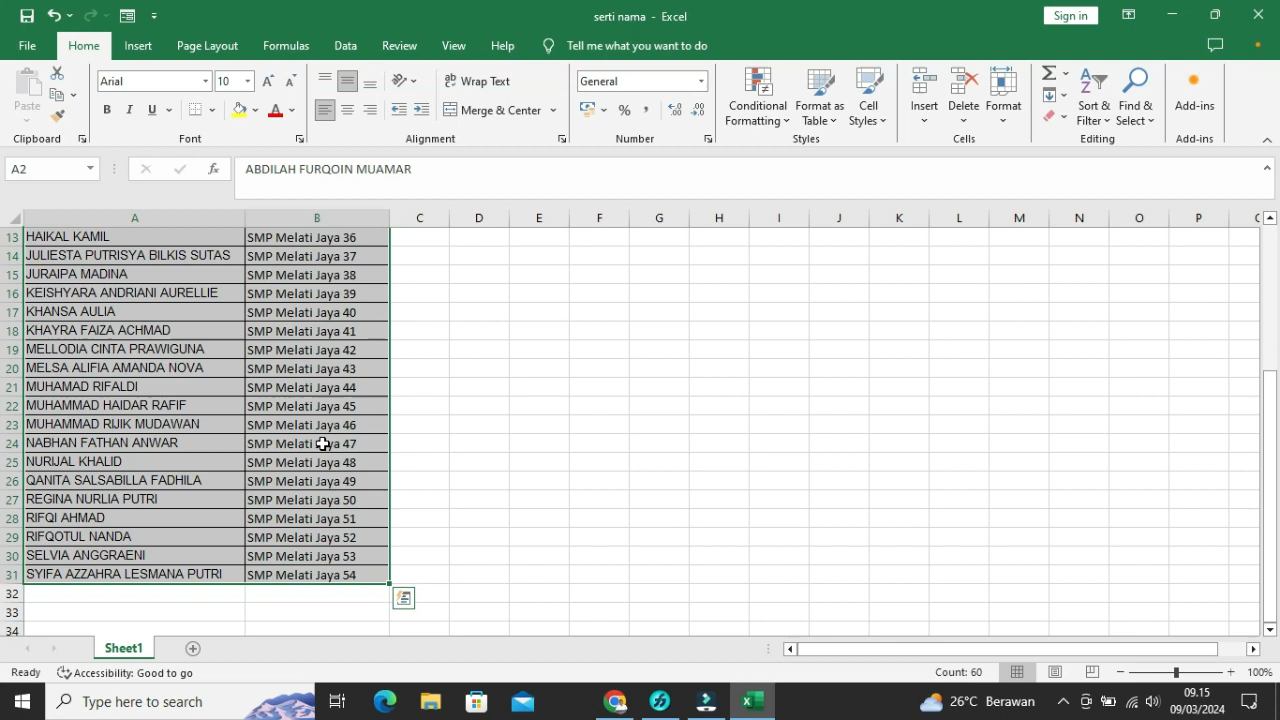 serti nama - Excel
Sign in
File Home Insert Page Layout Formulas Data Review View Help Tell me what you want to do
Paste
Clipboard
Arial 10
B I U
Font
Wrap Text
Merge & Center
Alignment
General
Number
Conditional Formatting
Format as Table
Cell Styles
Styles
Insert Delete Format
Cells
Sort & Filter
Find & Select
Editing
Add-ins
Add-ins
A2 fx ABDILAH FURQOIN MUAMAR
A B C D E F G H I J K L M N O P
13 HAIKAL KAMIL SMP Melati Jaya 36
14 JULIESTA PUTRISYA BILKIS SUTAS SMP Melati Jaya 37
15 JURAIPA MADINA SMP Melati Jaya 38
16 KEISHYARA ANDRIANI AURELLIE SMP Melati Jaya 39
17 KHANSA AULIA SMP Melati Jaya 40
18 KHAYRA FAIZA ACHMAD SMP Melati Jaya 41
19 MELLODIA CINTA PRAWIGUNA SMP Melati Jaya 42
20 MELSA ALIFIA AMANDA NOVA SMP Melati Jaya 43
21 MUHAMAD RIFALDI SMP Melati Jaya 44
22 MUHAMMAD HAIDAR RAFIF SMP Melati Jaya 45
23 MUHAMMAD RIJIK MUDAWAN SMP Melati Jaya 46
24 NABHAN FATHAN ANWAR SMP Melati Jaya 47
25 NURIJAL KHALID SMP Melati Jaya 48
26 QANITA SALSABILLA FADHILA SMP Melati Jaya 49
27 REGINA NURLIA PUTRI SMP Melati Jaya 50
28 RIFQI AHMAD SMP Melati Jaya 51
29 RIFQOTUL NANDA SMP Melati Jaya 52
30 SELVIA ANGGRAENI SMP Melati Jaya 53
31 SYIFA AZZAHRA LESMANA PUTRI SMP Melati Jaya 54
32
33
34
Sheet1
Ready Accessibility: Good to go Count: 60 100%
Type here to search 26°C Berawan 09.15
09/03/2024